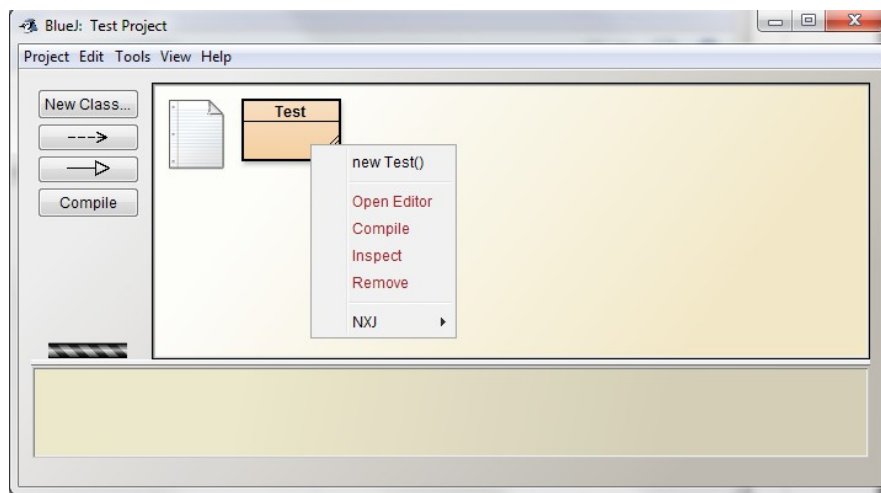 BlueJ: Test Project
Project Edit Tools View Help
New Class...
Compile
Test
new Test()
Open Editor
Compile
Inspect
Remove
NXJ